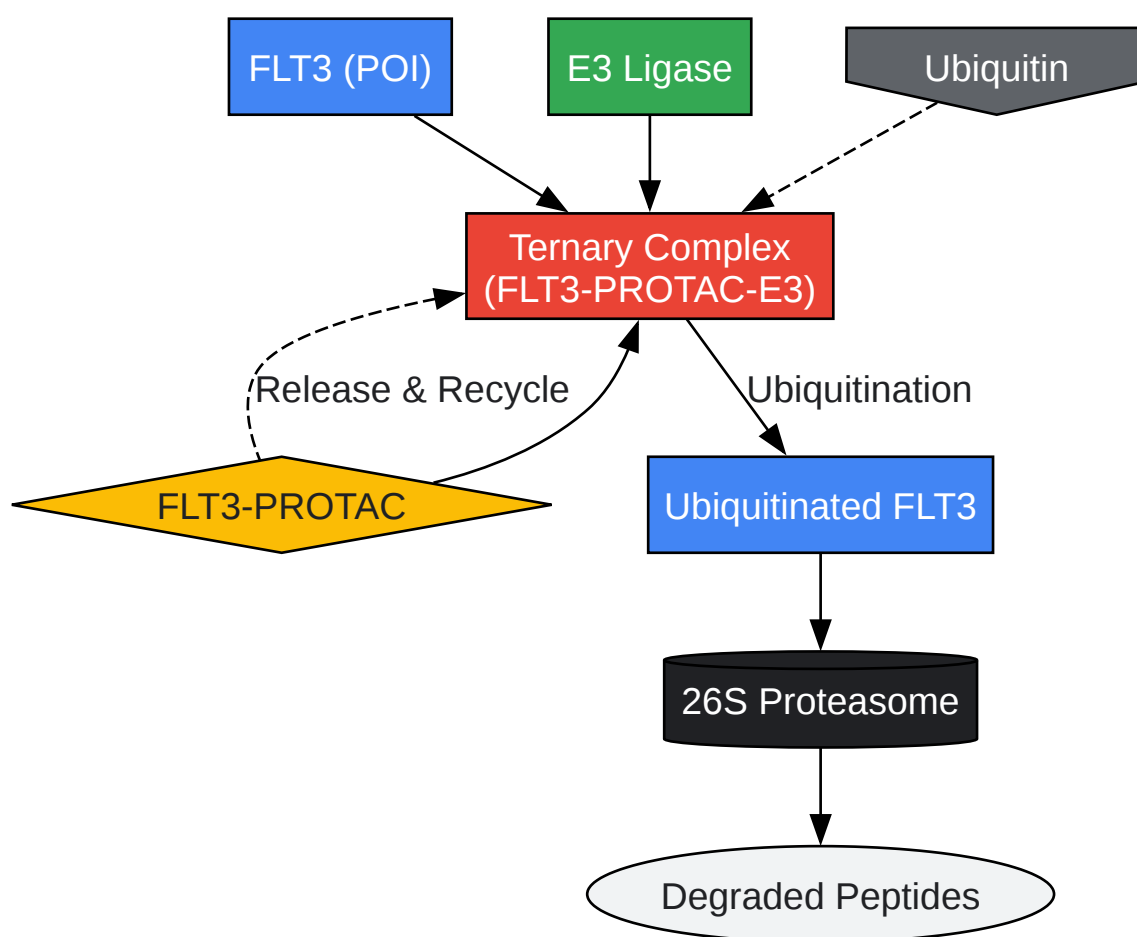 FLT3 (POI)
E3 Ligase
Ubiquitin
Ternary Complex
(FLT3-PROTAC-E3)
Release & Recycle
Ubiquitination
FLT3-PROTAC
Ubiquitinated FLT3
26S Proteasome
Degraded Peptides